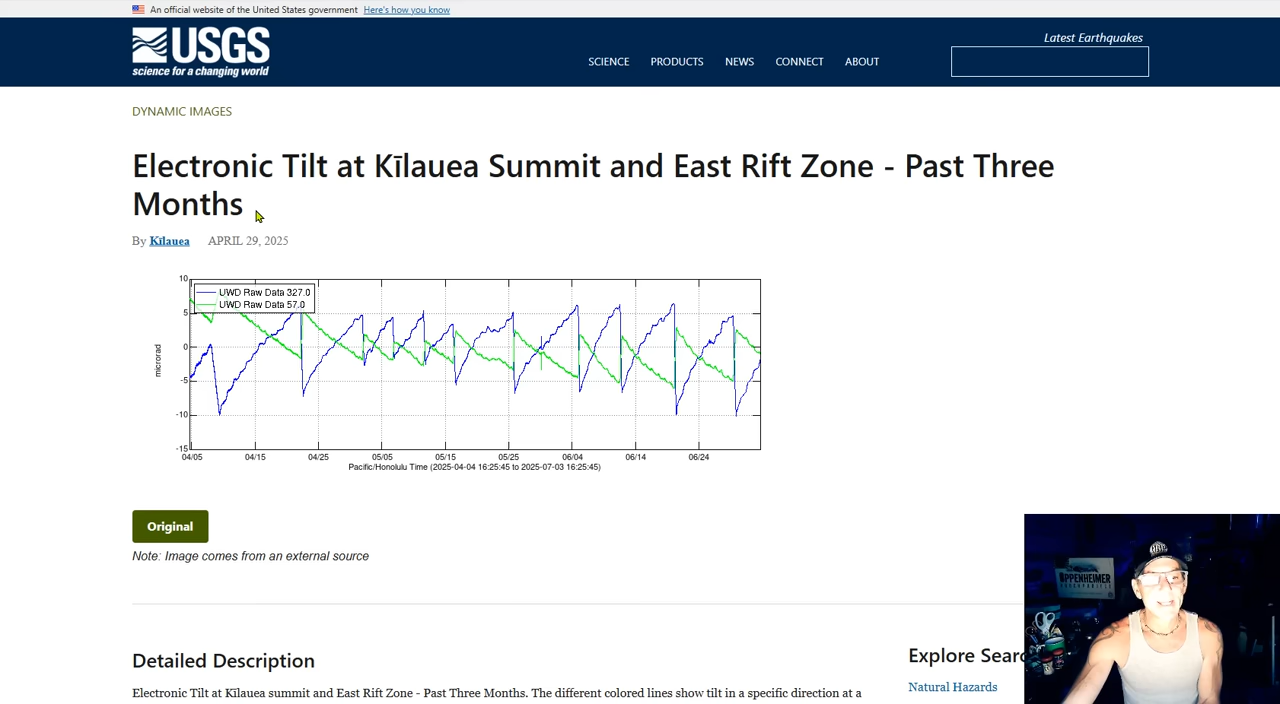 An official website of the United States government Here's how you know
USGS
science for a changing world
SCIENCE PRODUCTS NEWS CONNECT ABOUT
Latest Earthquakes
DYNAMIC IMAGES
Electronic Tilt at Kīlauea Summit and East Rift Zone - Past Three
Months
By Kīlauea APRIL 29, 2025
10
5
0
-5
-10
-15
microrad
UWD Raw Data 327.0
UWD Raw Data 57.0
04/05 04/15 04/25 05/05 05/15 05/25 06/04 06/14 06/24
Pacific/Honolulu Time (2025-04-04 16:25:45 to 2025-07-03 16:25:45)
Original
Note: Image comes from an external source
OPPENHEIMER
Detailed Description
Explore Sear
Electronic Tilt at Kīlauea summit and East Rift Zone - Past Three Months. The different colored lines show tilt in a specific direction at a
Natural Hazards